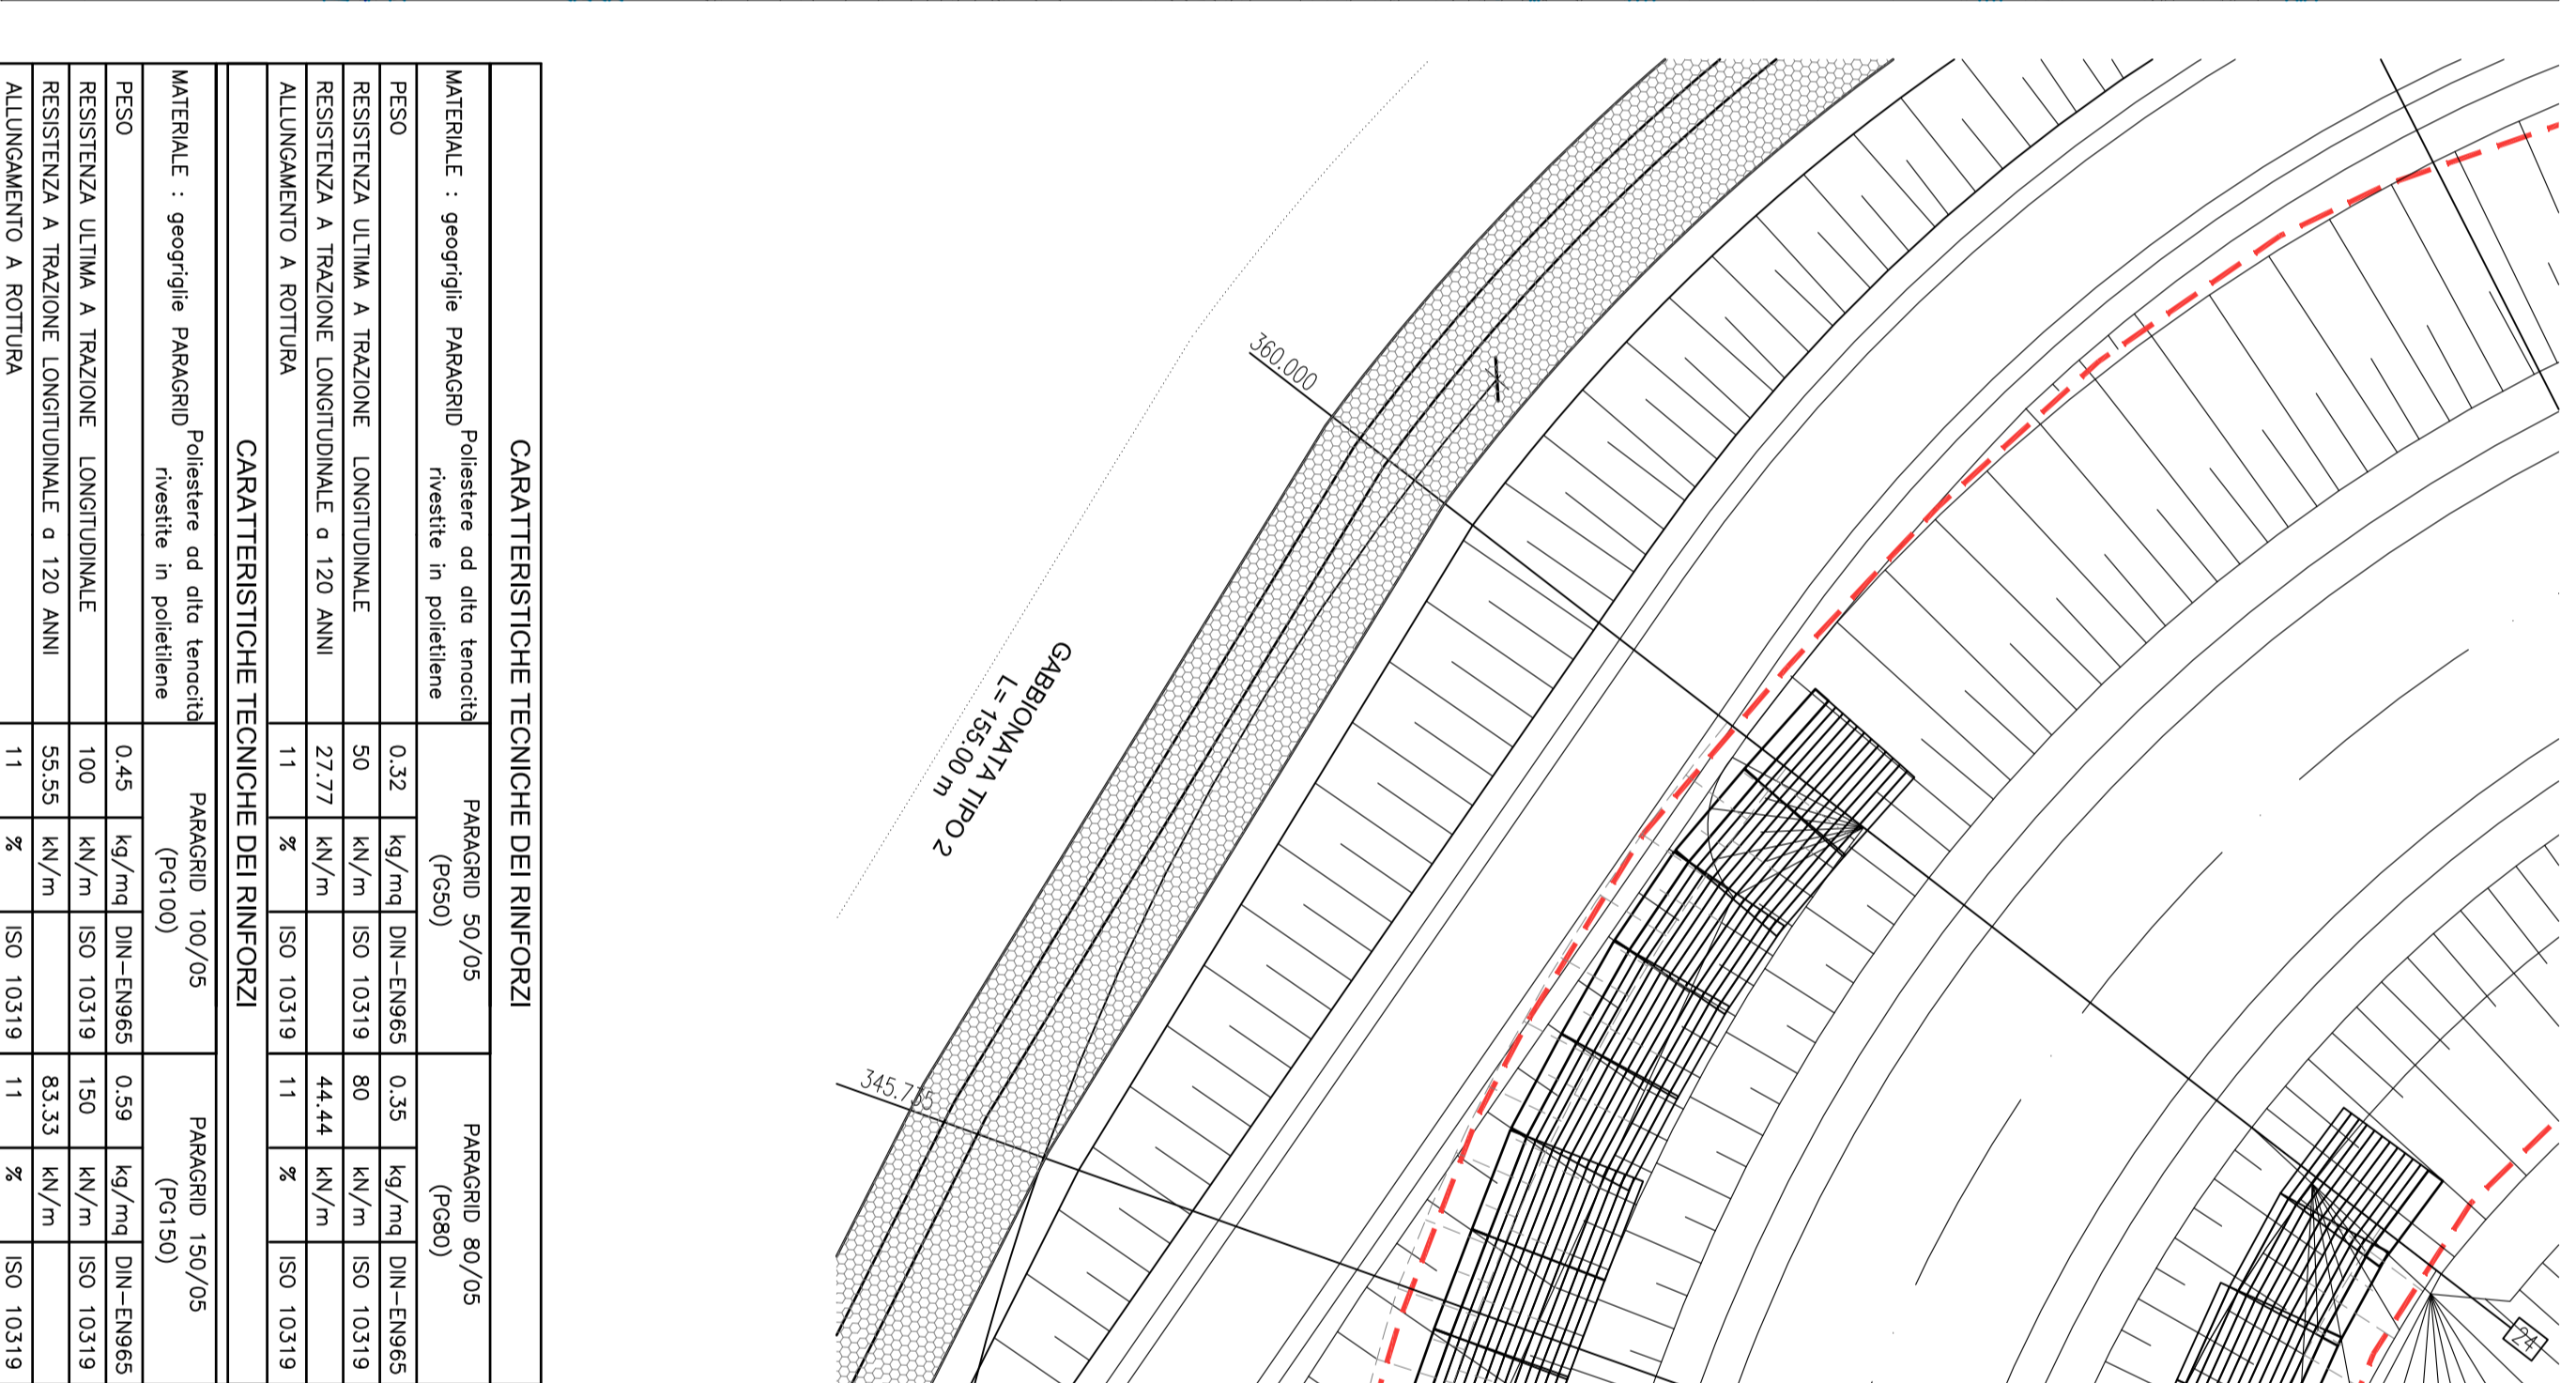 CARATTERISTICHE TECNICHE DEI RINFORZI
MATERIALE : geogriglie PARAGRID Poliestere ad alta tenacità rivestite in polietilene
PARAGRID 50/05 (PG50)
PARAGRID 80/05 (PG80)
PESO 0.32 kg/mq DIN-EN965 0.35 kg/mq DIN-EN965
RESISTENZA ULTIMA A TRAZIONE LONGITUDINALE 50 kN/m ISO 10319 80 kN/m ISO 10319
RESISTENZA A TRAZIONE LONGITUDINALE a 120 ANNI 27.77 kN/m 44.44 kN/m
ALLUNGAMENTO A ROTTURA 11 % ISO 10319 11 % ISO 10319
CARATTERISTICHE TECNICHE DEI RINFORZI
MATERIALE : geogriglie PARAGRID Poliestere ad alta tenacità rivestite in polietilene
PARAGRID 100/05 (PG100)
PARAGRID 150/05 (PG150)
PESO 0.45 kg/mq DIN-EN965 0.59 kg/mq DIN-EN965
RESISTENZA ULTIMA A TRAZIONE LONGITUDINALE 100 kN/m ISO 10319 150 kN/m ISO 10319
RESISTENZA A TRAZIONE LONGITUDINALE a 120 ANNI 55.55 kN/m 83.33 kN/m
ALLUNGAMENTO A ROTTURA 11 % ISO 10319 11 % ISO 10319
360.000
GABBIONATA TIPO 2
L= 155.00 m
345.735
24